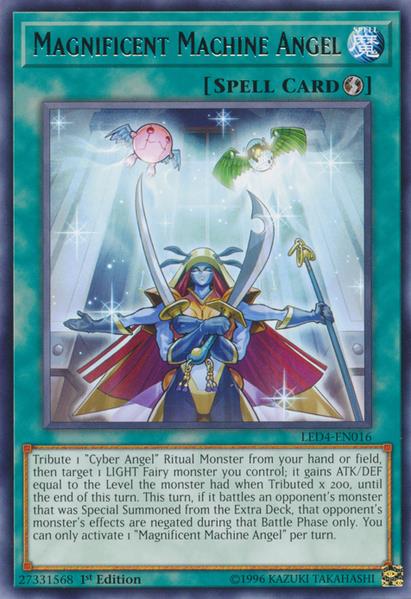 Magnificent Machine Angel
SPELL
魔
[Spell Card]
LED4-EN016
Tribute 1 "Cyber Angel" Ritual Monster from your hand or field,
then target 1 LIGHT Fairy monster you control; it gains ATK/DEF
equal to the Level the monster had when Tributed x 200, until
the end of this turn. This turn, if it battles an opponent's monster
that was Special Summoned from the Extra Deck, that opponent's
monster's effects are negated during that Battle Phase only. You
can only activate 1 "Magnificent Machine Angel" per turn.
27331568 1st Edition ©1996 KAZUKI TAKAHASHI